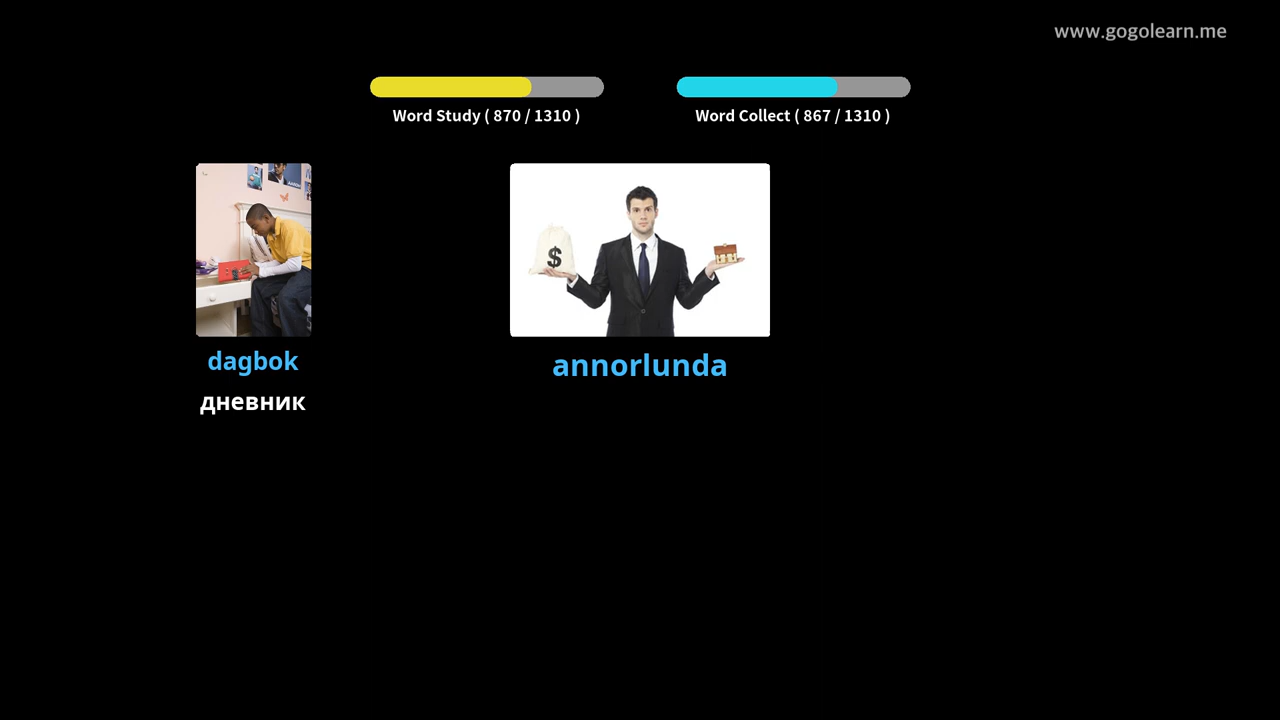 www.gogolearn.me
Word Study ( 870 / 1310 )
Word Collect ( 867 / 1310 )
$
dagbok
annorlunda
дневник